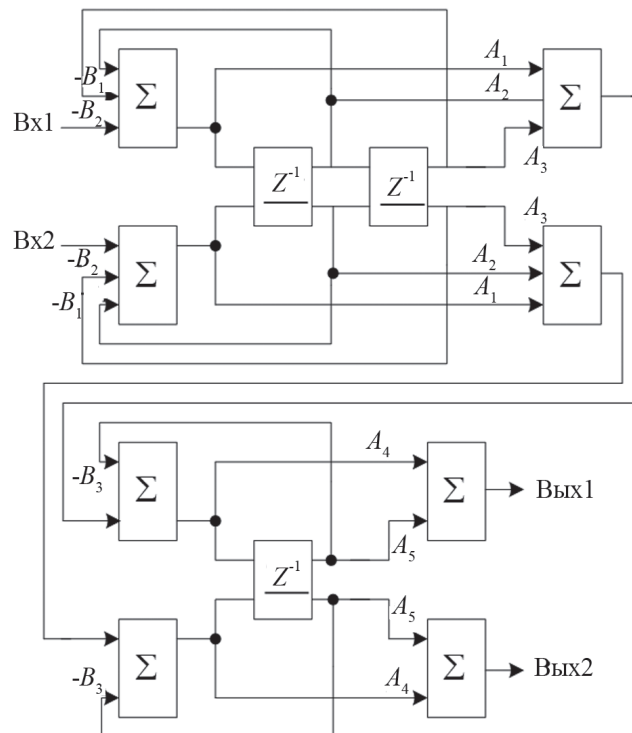 A₁
-B₁
Σ
A₂
Σ
Вх1
-B₂
Z⁻¹
Z⁻¹
A₃
A₃
Вх2
-B₂
Σ
A₂
Σ
-B₁
A₁
A₄
-B₃
Σ
Σ
Вых1
A₅
Z⁻¹
A₅
-B₃
Σ
A₄
Σ
Вых2